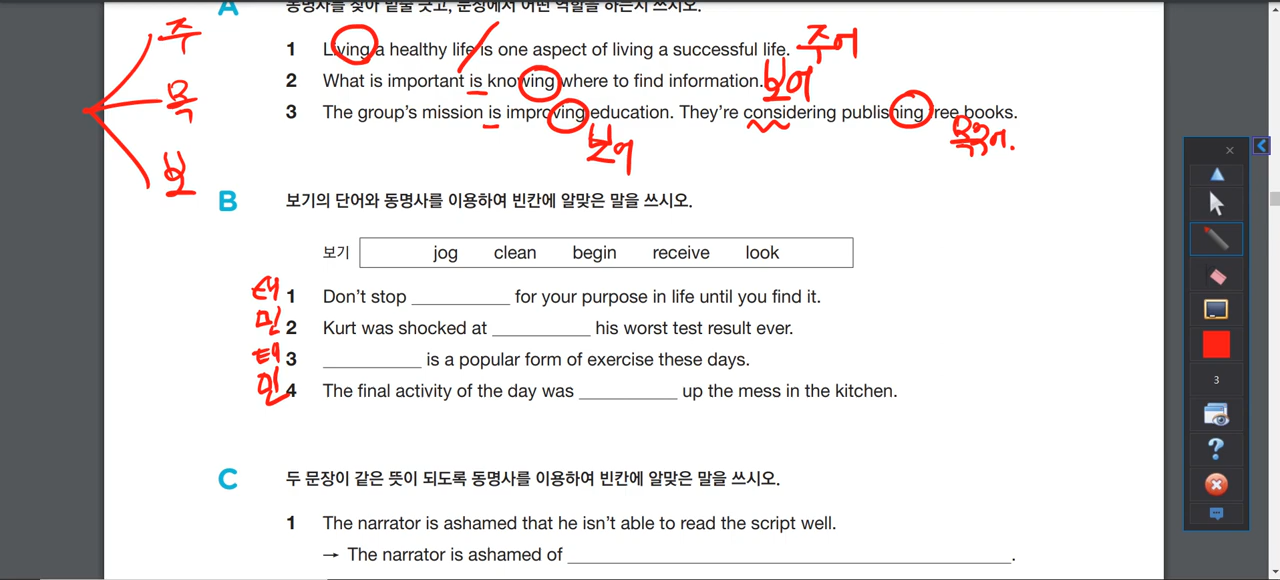 A 동명사를 찾아 밑줄 긋고, 문장에서 어떤 역할을 하는지 쓰시오.
주
목
보
1 Living a healthy life is one aspect of living a successful life. 주어
2 What is important is knowing where to find information. 보어
3 The group's mission is improving education. They're considering publishing free books.
보어
목적어.
B 보기의 단어와 동명사를 이용하여 빈칸에 알맞은 말을 쓰시오.
보기 jog clean begin receive look
태 1 Don't stop __________ for your purpose in life until you find it.
민 2 Kurt was shocked at __________ his worst test result ever.
태 3 __________ is a popular form of exercise these days.
민 4 The final activity of the day was __________ up the mess in the kitchen.
C 두 문장이 같은 뜻이 되도록 동명사를 이용하여 빈칸에 알맞은 말을 쓰시오.
1 The narrator is ashamed that he isn't able to read the script well.
→ The narrator is ashamed of __________.
3